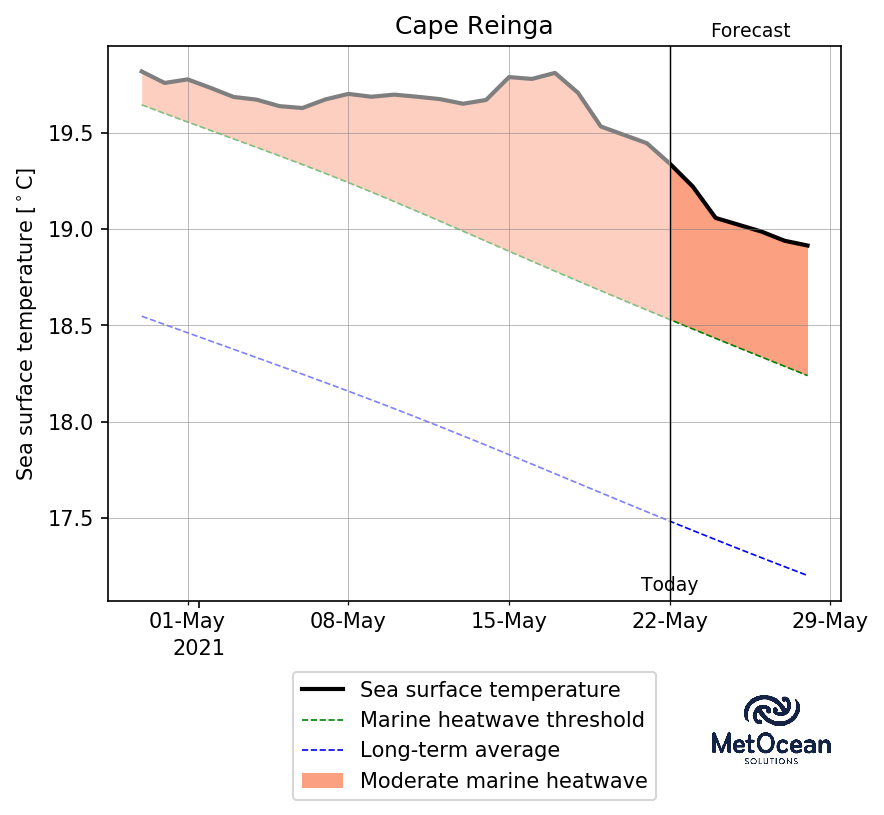 Cape Reinga
Forecast
Sea surface temperature [°C]
19.5
19.0
18.5
18.0
17.5
Today
01-May
08-May
15-May
22-May
29-May
2021
Sea surface temperature
Marine heatwave threshold
Long-term average
Moderate marine heatwave
MetOcean
SOLUTIONS